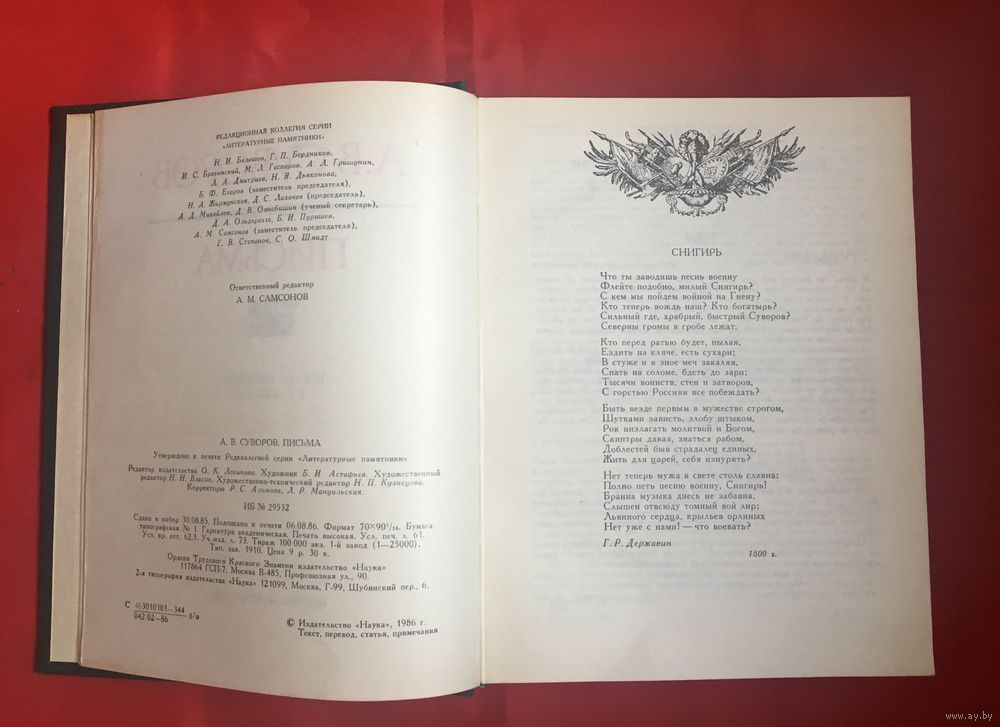 РЕДАКЦИОННАЯ КОЛЛЕГИЯ СЕРИИ
«ЛИТЕРАТУРНЫЕ ПАМЯТНИКИ»
Н. И. Балашов, Г. П. Бердников,
И. С. Брагинский, М. Л. Гаспаров, А. Л. Гришунин,
Л. А. Дмитриев, Н. Я. Дьяконова,
Б. Ф. Егоров (заместитель председателя),
Н. А. Жирмунская, Д. С. Лихачев (председатель),
А. Д. Михайлов, Д. В. Ознобишин (ученый секретарь),
Д. А. Ольдерогге, Б. И. Пуришев,
А. М. Самсонов (заместитель председателя),
Г. В. Степанов, С. О. Шмидт
Ответственный редактор
А. М. САМСОНОВ
А. В. СУВОРОВ. ПИСЬМА
Утверждено к печати Редколлегией серии «Литературные памятники»
Редактор издательства О. К. Логинова. Художник Б. И. Астафьев. Художественный
редактор Н. Н. Власик. Художественно-технический редактор Н. П. Кузнецова.
Корректоры Р. С. Алимова, Л. Р. Мануильская.
ИБ № 29532
Сдано в набор 30.08.85. Подписано к печати 06.08.86. Формат 70×90¹/₁₆. Бумага
типографская № 1. Гарнитура академическая. Печать высокая. Усл. печ. л. 61.
Усл. кр. отт. 62,3. Уч.-изд. л. 73. Тираж 100 000 экз. 1-й завод (1—25000).
Тип. зак. 1910. Цена 9 р. 30 к.
Ордена Трудового Красного Знамени издательство «Наука»
117864 ГСП-7, Москва В-485, Профсоюзная ул., 90.
2-я типография издательства «Наука» 121099, Москва, Г-99, Шубинский пер., 6.
С 463010101—344
042 02—86 б/о
© Издательство «Наука», 1986 г.
Текст, перевод, статья, примечания
СНИГИРЬ
Что ты заводишь песнь военну
Флейте подобно, милый Снигирь?
С кем мы пойдем войной на Гиену?
Кто теперь вождь наш? Кто богатырь?
Сильный где, храбрый, быстрый Суворов?
Северны громы в гробе лежат.
Кто перед ратью будет, пылая,
Ездить на кляче, есть сухари;
В стуже и в зное меч закаляя,
Спать на соломе, бдеть до зари;
Тысячи воинств, стен и затворов,
С горстью Россиян все побеждать?
Быть везде первым в мужестве строгом,
Шутками зависть, злобу штыком,
Рок низлагать молитвой и Богом,
Скиптры давая, зваться рабом,
Доблестей быв страдалец единых,
Жить для царей, себя изнурять?
Нет теперь мужа в свете столь славна:
Полно петь песню военну, Снигирь!
Бранна музыка днесь не забавна,
Слышен отвсюду томный вой лир;
Львиного сердца, крыльев орлиных
Нет уже с нами! — что воевать?
Г. Р. Державин
1800 г.
www.ay.by